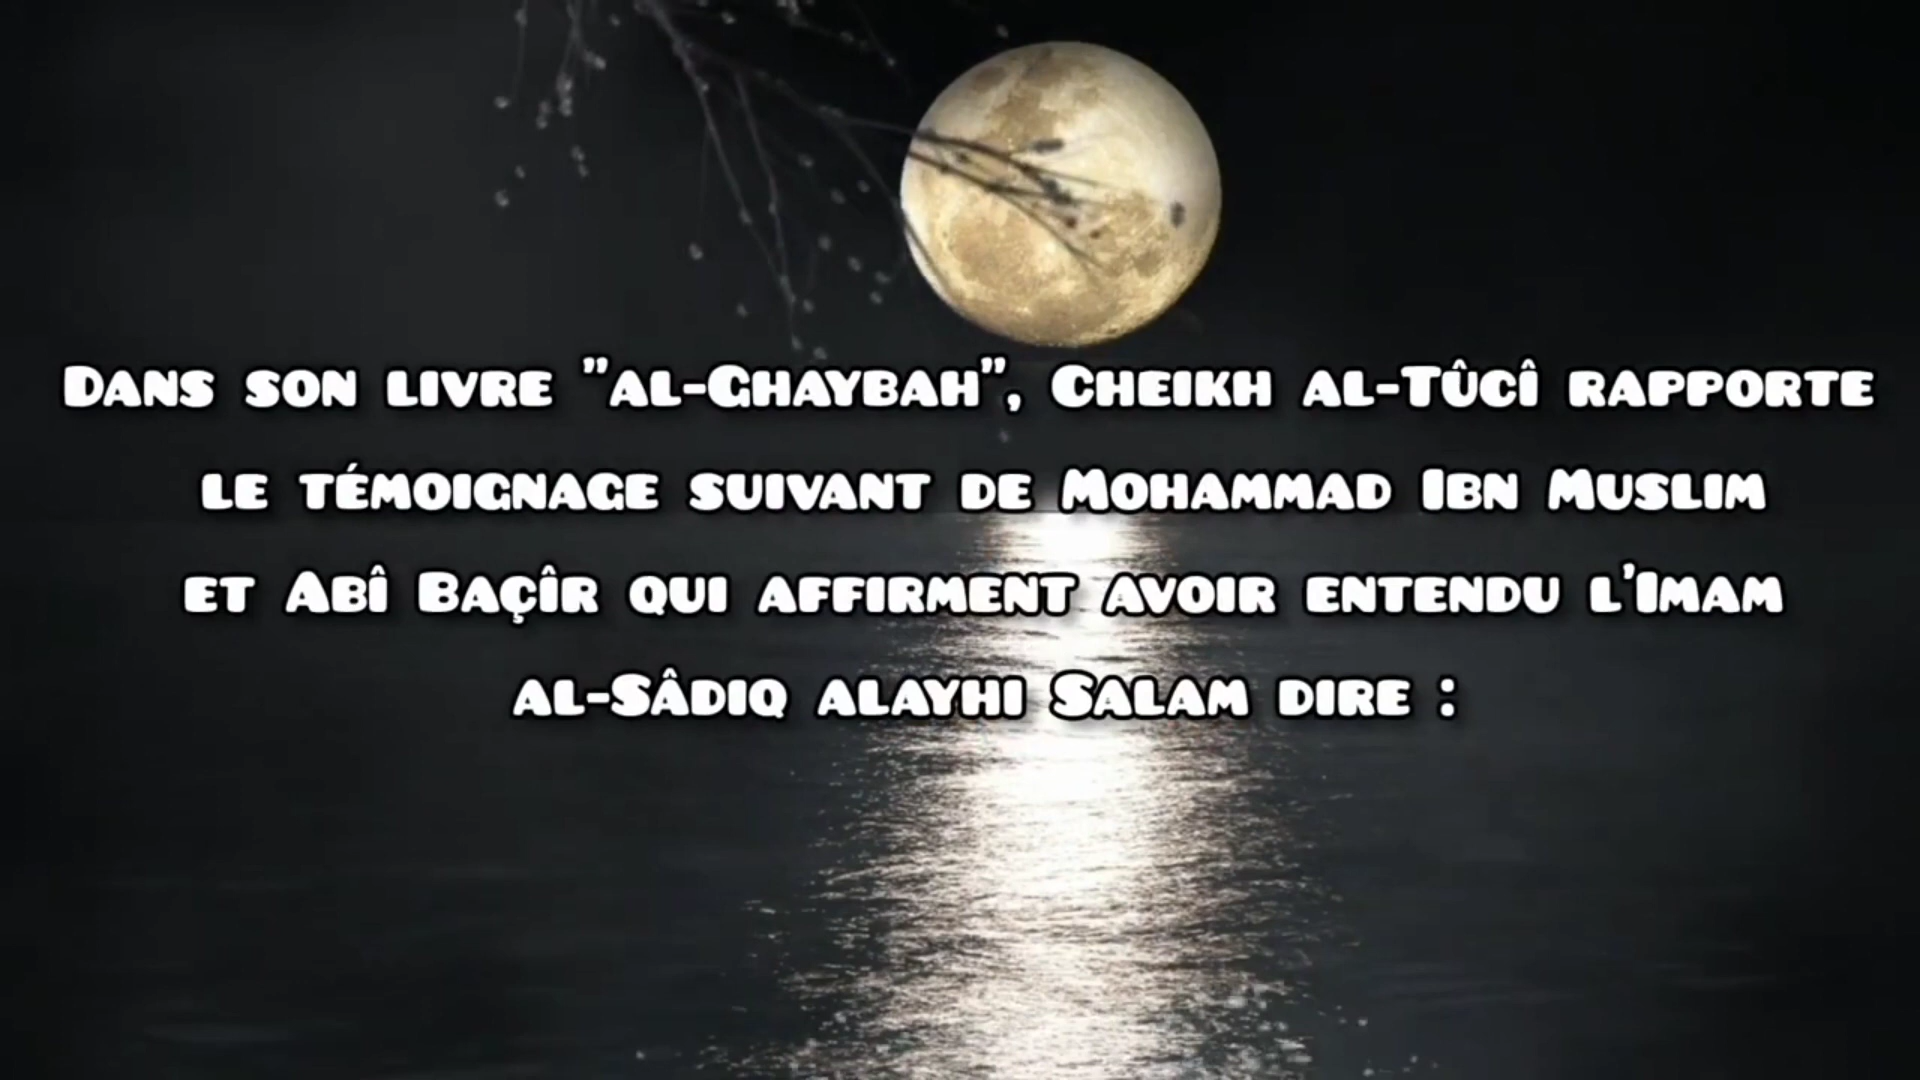 Dans son livre "al-Ghaybah", Cheikh al-Tûcî rapporte
le témoignage suivant de Mohammad Ibn Muslim
et Abî Baçîr qui affirment avoir entendu l'Imam
al-Sâdiq alayhi Salam dire :